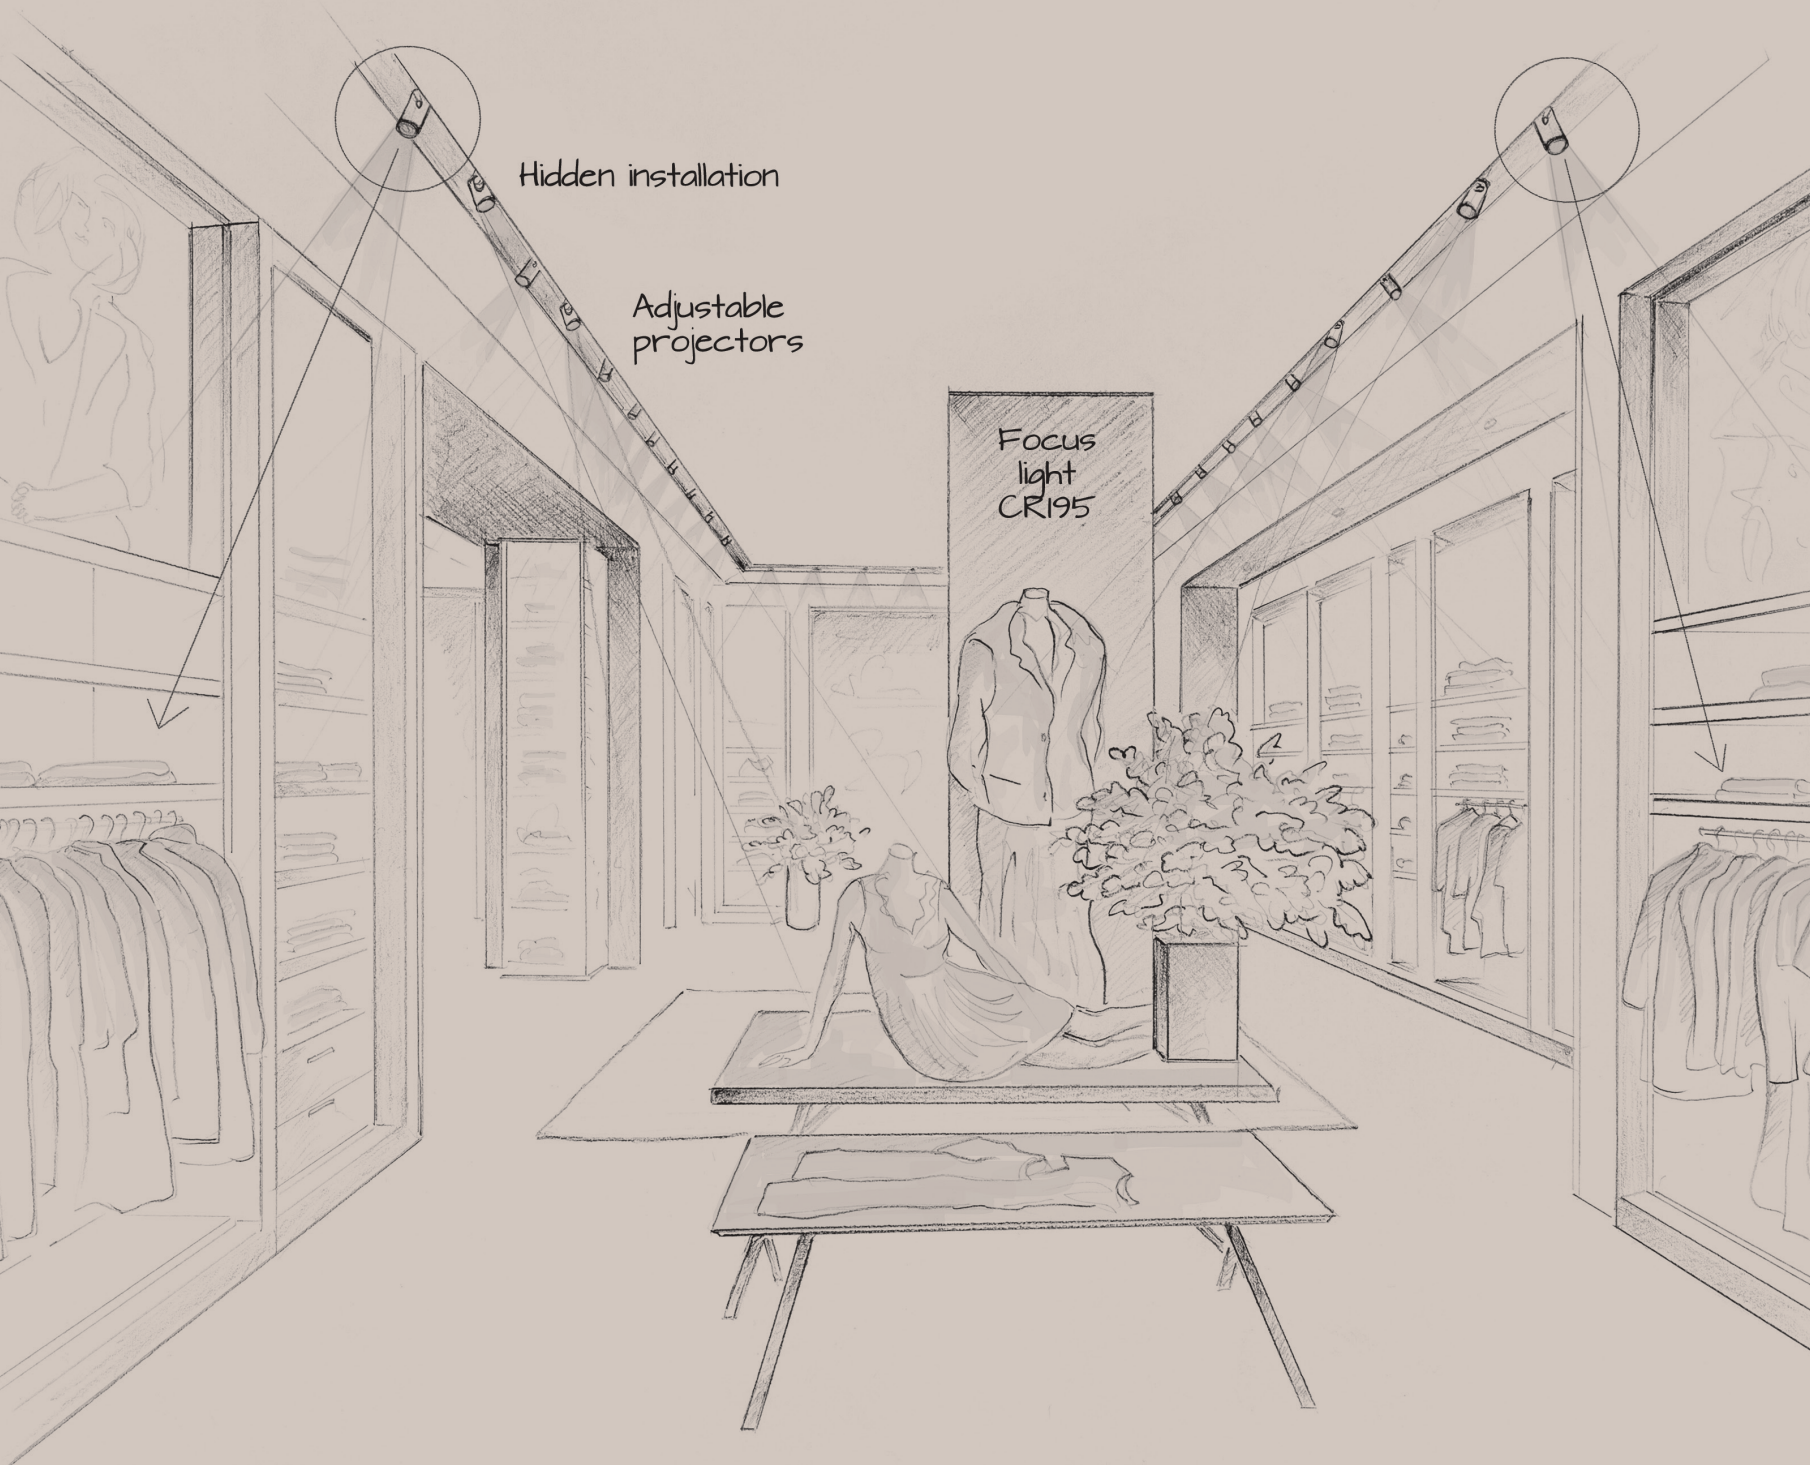 Hidden installation
Adjustable
projectors
Focus
light
CRI95